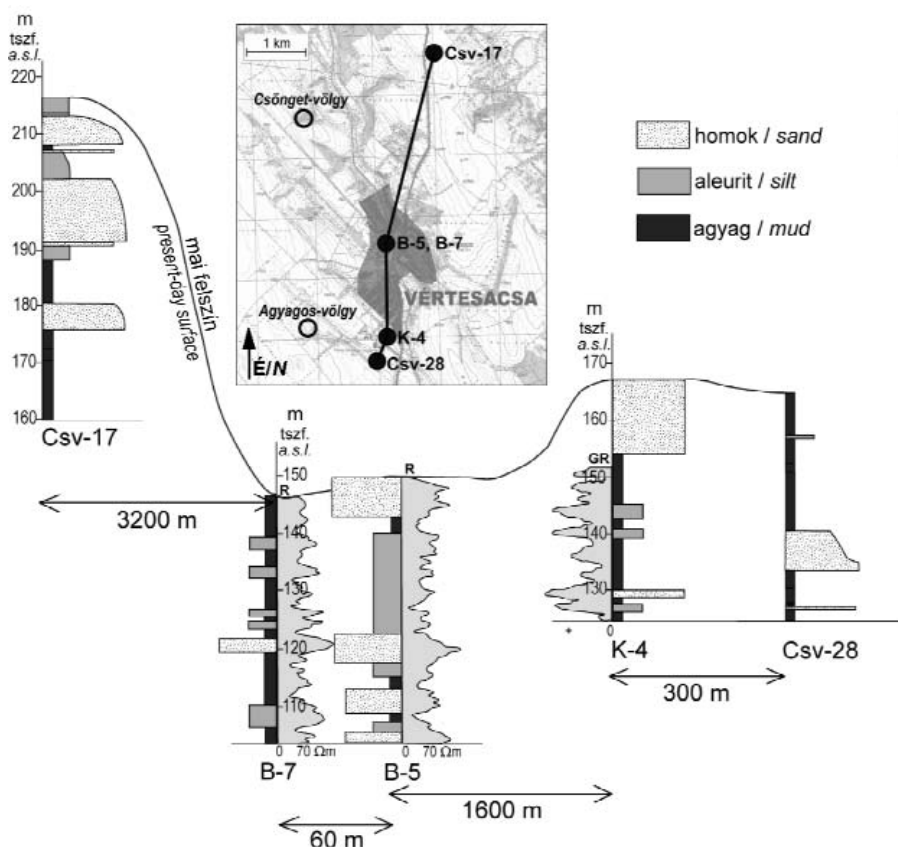 m
tszf.
a.s.l.
220
210
200
190
180
170
160
Csv-17
mai felszín
present-day surface
3200 m
1 km
Csv-17
Csönget-völgy
B-5, B-7
VÉRTESACSA
Agyagos-völgy
K-4
Csv-28
É/N
homok / sand
aleurit / silt
agyag / mud
m
tszf.
a.s.l.
150
140
130
120
110
R
0 70 Ωm
B-7
R
0 70 Ωm
B-5
60 m
1600 m
m
tszf.
a.s.l.
170
160
150
140
130
GR
+ 0
K-4
Csv-28
300 m